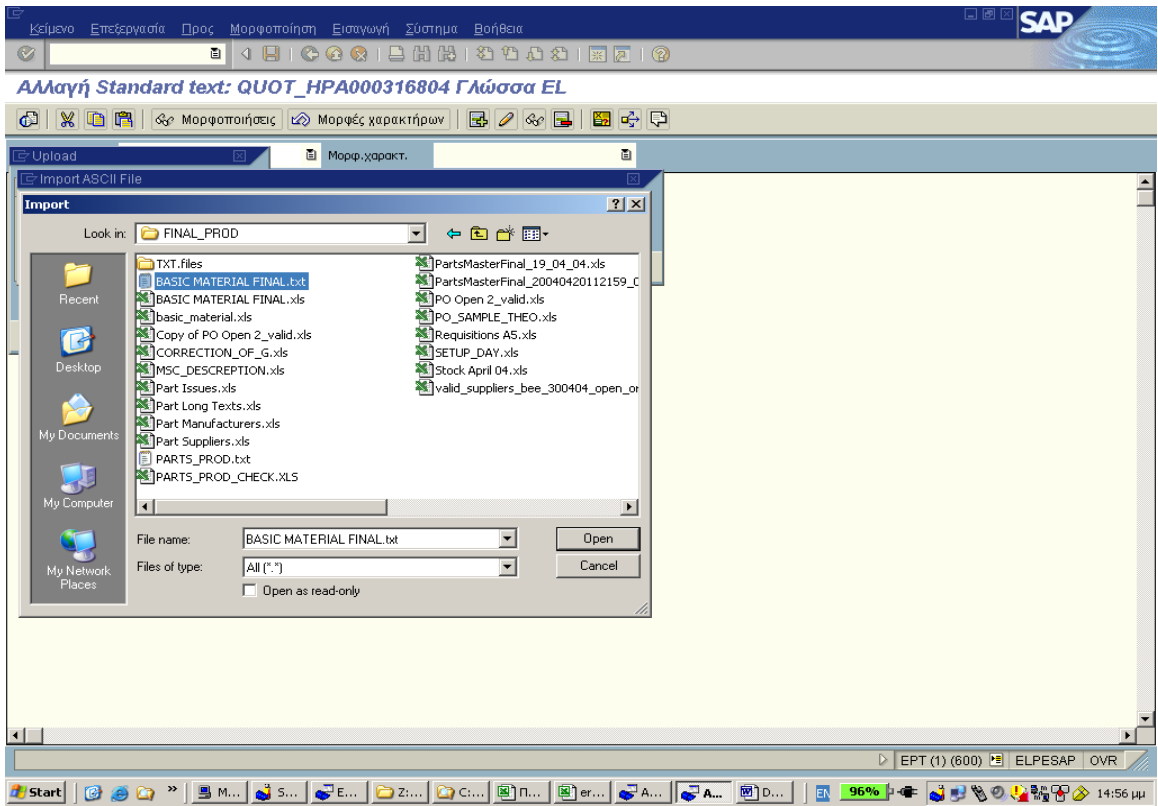 Κείμενο Επεξεργασία Προς Μορφοποίηση Εισαγωγή Σύστημα Βοήθεια
SAP
Αλλαγή Standard text: QUOT_HPA000316804 Γλώσσα EL
Μορφοποιήσεις Μορφές χαρακτήρων
Upload
Μορφ.χαρακτ.
Import ASCII File
Import
Look in: FINAL_PROD
Recent
Desktop
My Documents
My Computer
My Network Places
TXT.files
BASIC MATERIAL FINAL.txt
BASIC MATERIAL FINAL.xls
basic_material.xls
Copy of PO Open 2_valid.xls
CORRECTION_OF_G.xls
MSC_DESCREPTION.xls
Part Issues.xls
Part Long Texts.xls
Part Manufacturers.xls
Part Suppliers.xls
PARTS_PROD.txt
PARTS_PROD_CHECK.XLS
PartsMasterFinal_19_04_04.xls
PartsMasterFinal_20040420112159_0
PO Open 2_valid.xls
PO_SAMPLE_THEO.xls
Requisitions A5.xls
SETUP_DAY.xls
Stock April 04.xls
valid_suppliers_bee_300404_open_or
File name: BASIC MATERIAL FINAL.txt Open
Files of type: All (*.*) Cancel
Open as read-only
EPT (1) (600) ELPESAP OVR
Start » M... S... E... Z:... C:... Π... er... A... A... D... EN 96% 14:56 μμ